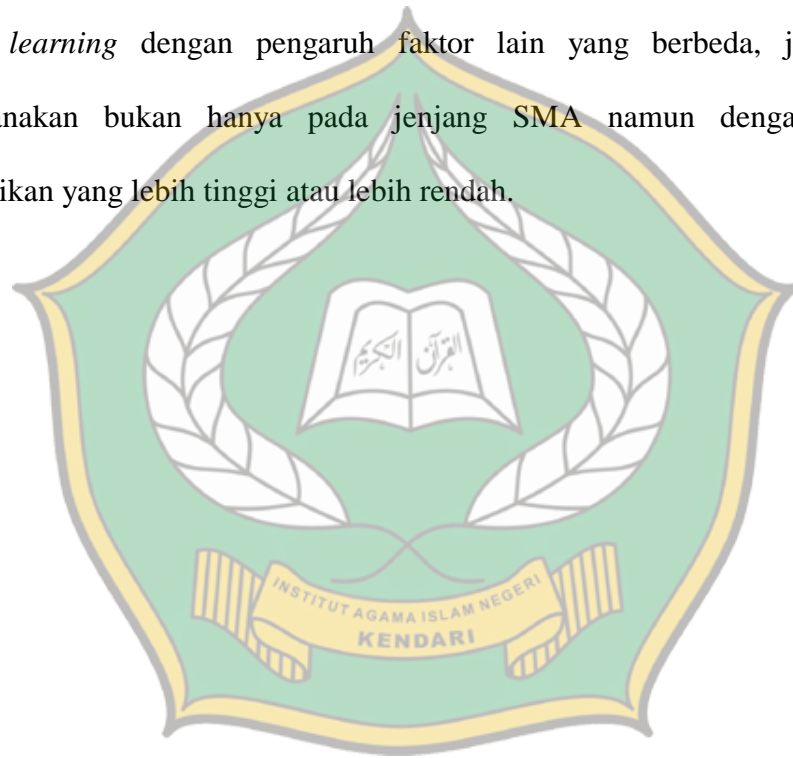 learning dengan pengaruh faktor lain yang berbeda, j
anakan bukan hanya pada jenjang SMA namun denga
ikan yang lebih tinggi atau lebih rendah.
القرآن الكريم
INSTITUT AGAMA ISLAM NEGERI
KENDARI